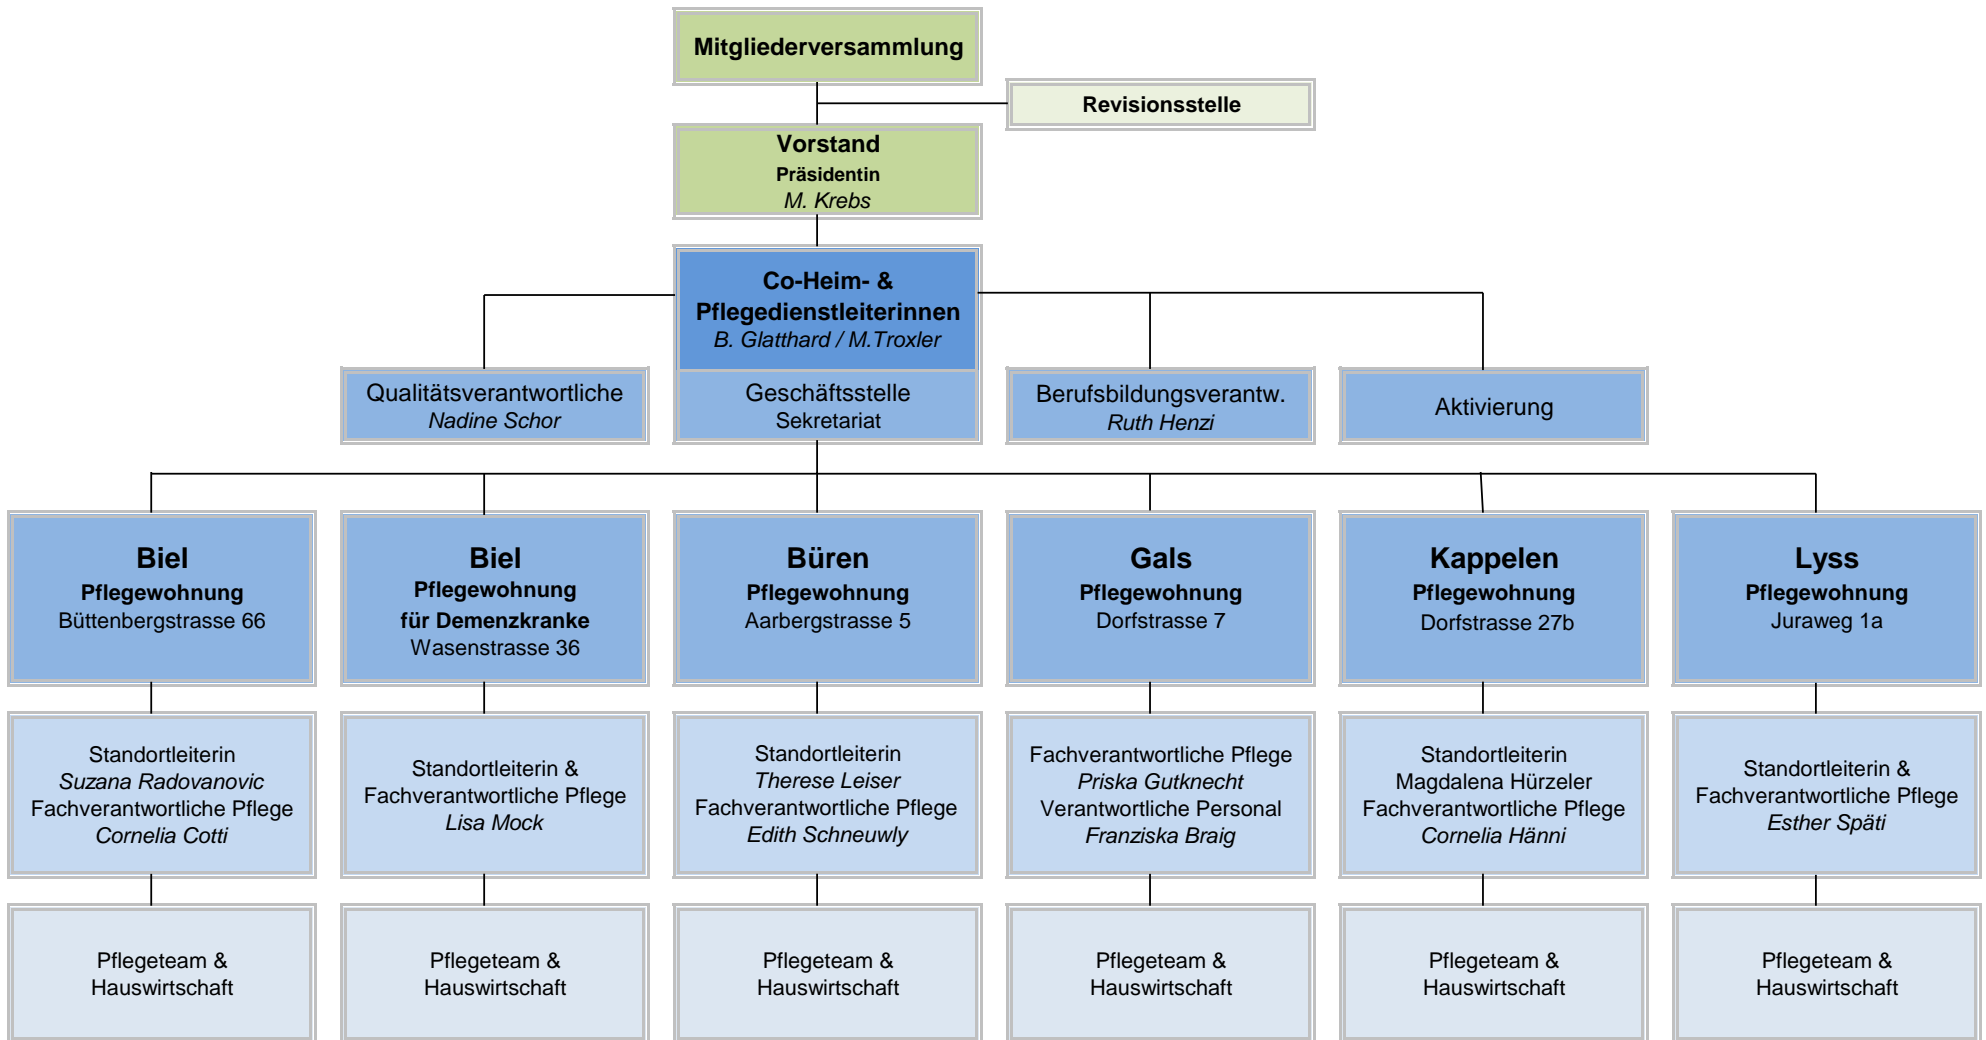 Mitgliederversammlung
Revisionsstelle
Vorstand
Präsidentin
M. Krebs
Co-Heim- &
Pflegedienstleiterinnen
B. Glatthard / M.Troxler
Qualitätsverantwortliche
Nadine Schor
Geschäftsstelle
Sekretariat
Berufsbildungsverantw.
Ruth Henzi
Aktivierung
Biel
Pflegewohnung
Büttenbergstrasse 66
Biel
Pflegewohnung
für Demenzkranke
Wasenstrasse 36
Büren
Pflegewohnung
Aarbergstrasse 5
Gals
Pflegewohnung
Dorfstrasse 7
Kappelen
Pflegewohnung
Dorfstrasse 27b
Lyss
Pflegewohnung
Juraweg 1a
Standortleiterin
Suzana Radovanovic
Fachverantwortliche Pflege
Cornelia Cotti
Standortleiterin &
Fachverantwortliche Pflege
Lisa Mock
Standortleiterin
Therese Leiser
Fachverantwortliche Pflege
Edith Schneuwly
Fachverantwortliche Pflege
Priska Gutknecht
Verantwortliche Personal
Franziska Braig
Standortleiterin
Magdalena Hürzeler
Fachverantwortliche Pflege
Cornelia Hänni
Standortleiterin &
Fachverantwortliche Pflege
Esther Späti
Pflegeteam &
Hauswirtschaft
Pflegeteam &
Hauswirtschaft
Pflegeteam &
Hauswirtschaft
Pflegeteam &
Hauswirtschaft
Pflegeteam &
Hauswirtschaft
Pflegeteam &
Hauswirtschaft